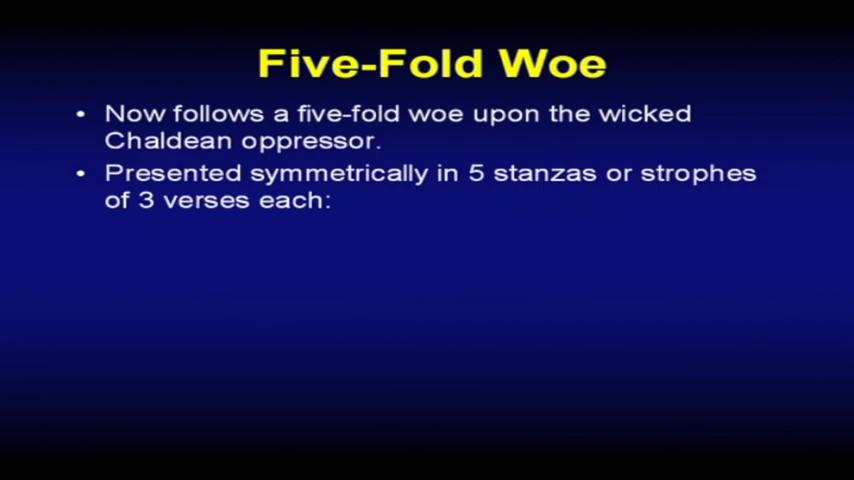 Five-Fold Woe
• Now follows a five-fold woe upon the wicked
Chaldean oppressor.
• Presented symmetrically in 5 stanzas or strophes
of 3 verses each: